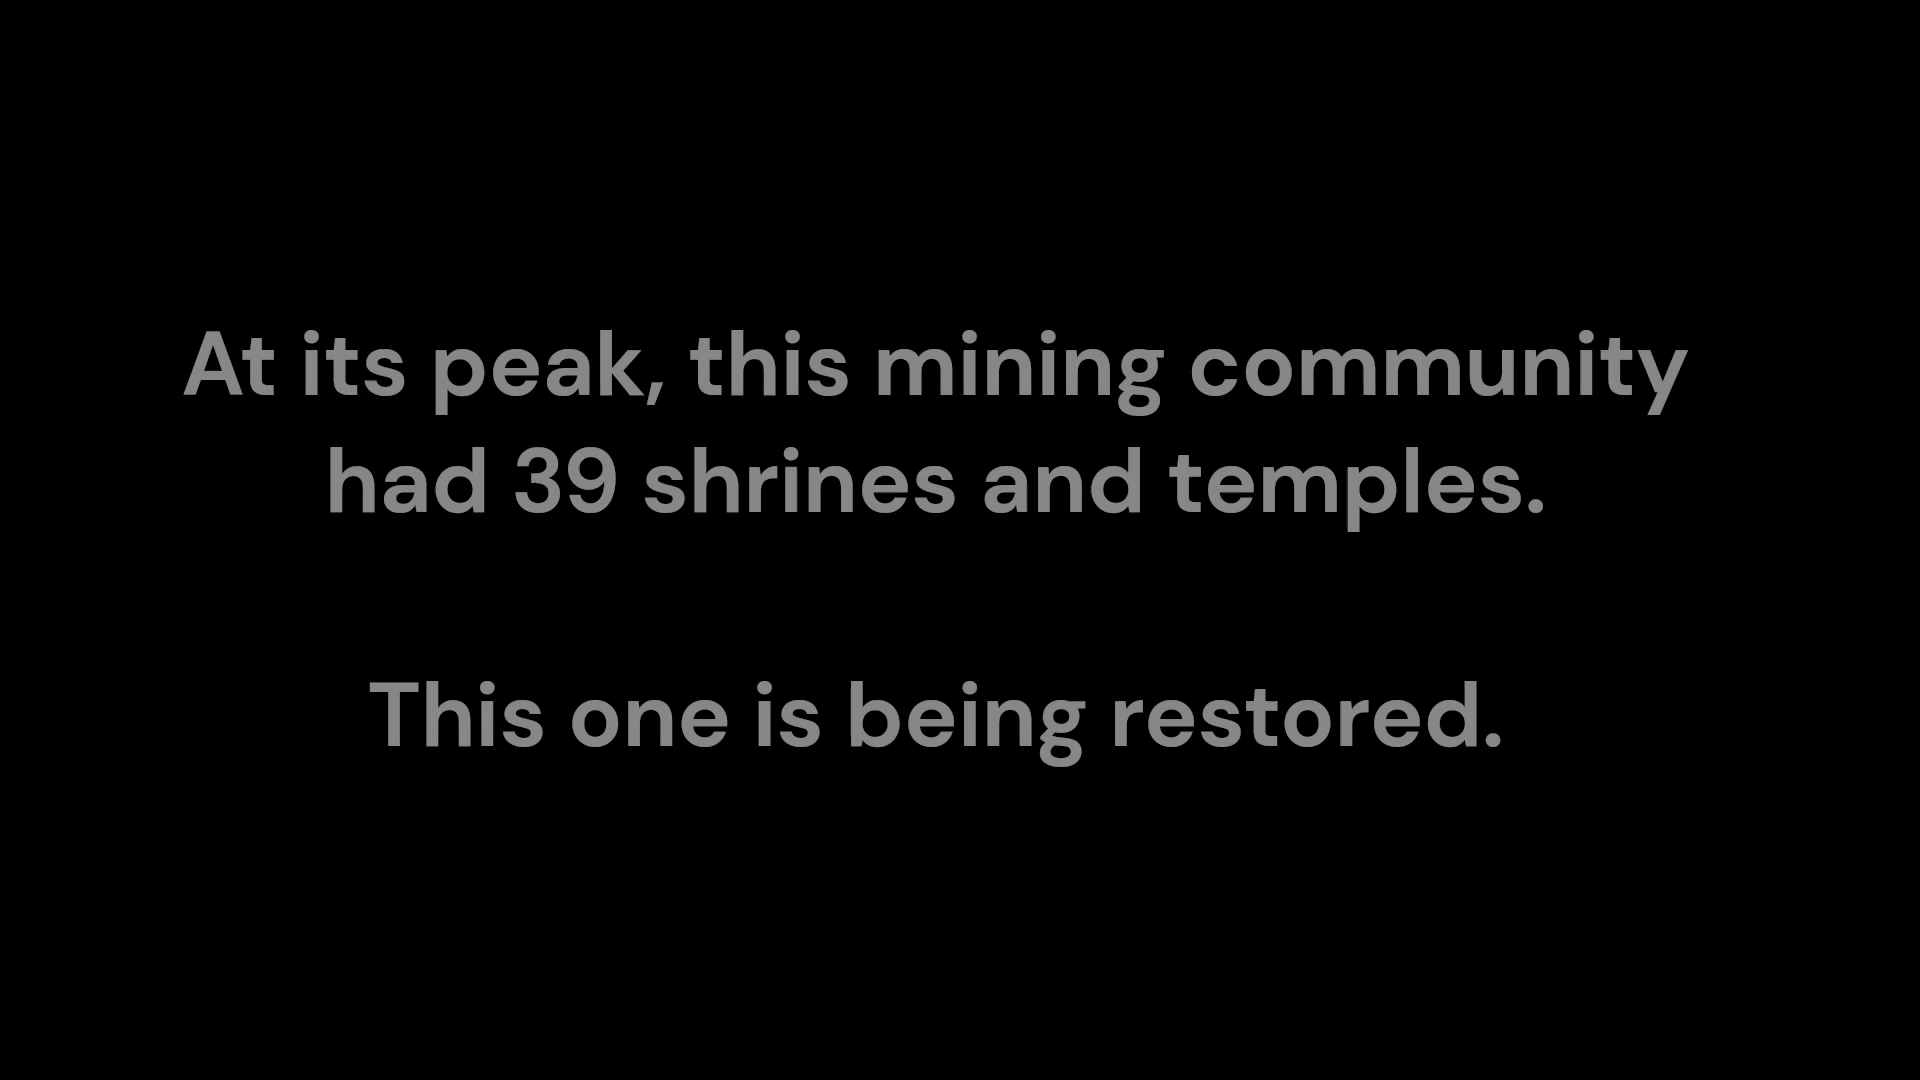 At its peak, this mining community
had 39 shrines and temples.
This one is being restored.